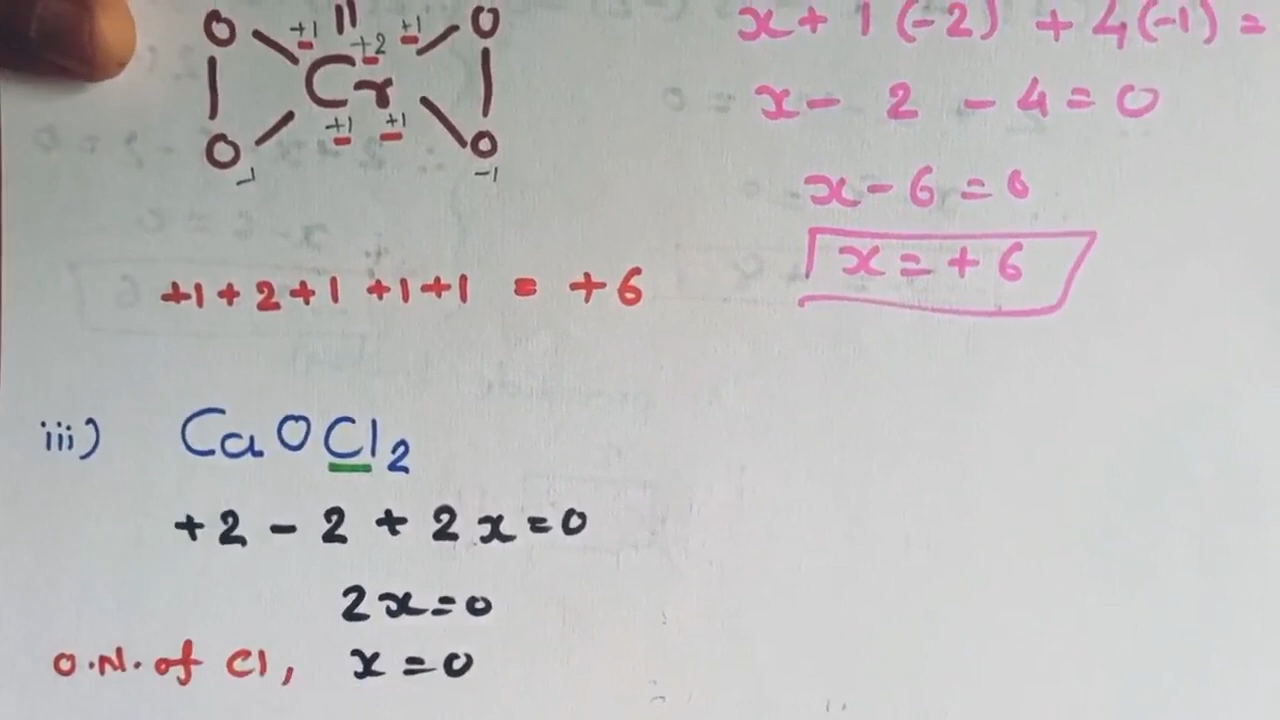 O +1 || +1 O
+2
Cr
O +1 +1 O
-1 -1
+1 + 2 + 1 + 1 + 1 = + 6
x + 1 (-2) + 4 (-1) =
x - 2 - 4 = 0
x - 6 = 0
x = + 6
iii) CaOCl2
+2 - 2 + 2x = 0
2x = 0
O.N. of Cl, x = 0